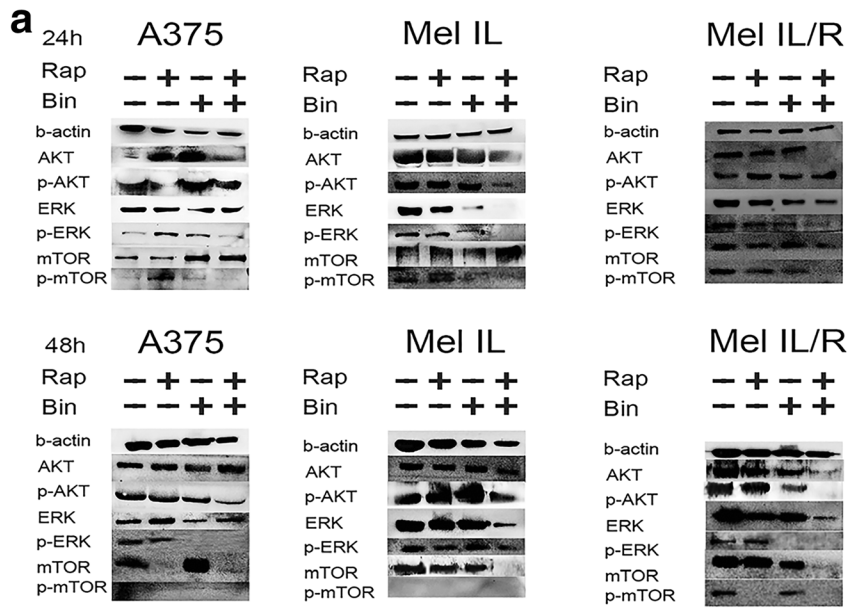 a
24h A375 Mel IL Mel IL/R
Rap − + − + Rap − + − + Rap − + − +
Bin − − + + Bin − − + + Bin − − + +
b-actin b-actin b-actin
AKT AKT AKT
p-AKT p-AKT p-AKT
ERK ERK ERK
p-ERK p-ERK p-ERK
mTOR mTOR mTOR
p-mTOR p-mTOR p-mTOR
48h A375 Mel IL Mel IL/R
Rap − + − + Rap − + − + Rap − + − +
Bin − − + + Bin − − + + Bin − − + +
b-actin b-actin b-actin
AKT AKT AKT
p-AKT p-AKT p-AKT
ERK ERK ERK
p-ERK p-ERK p-ERK
mTOR mTOR mTOR
p-mTOR p-mTOR p-mTOR